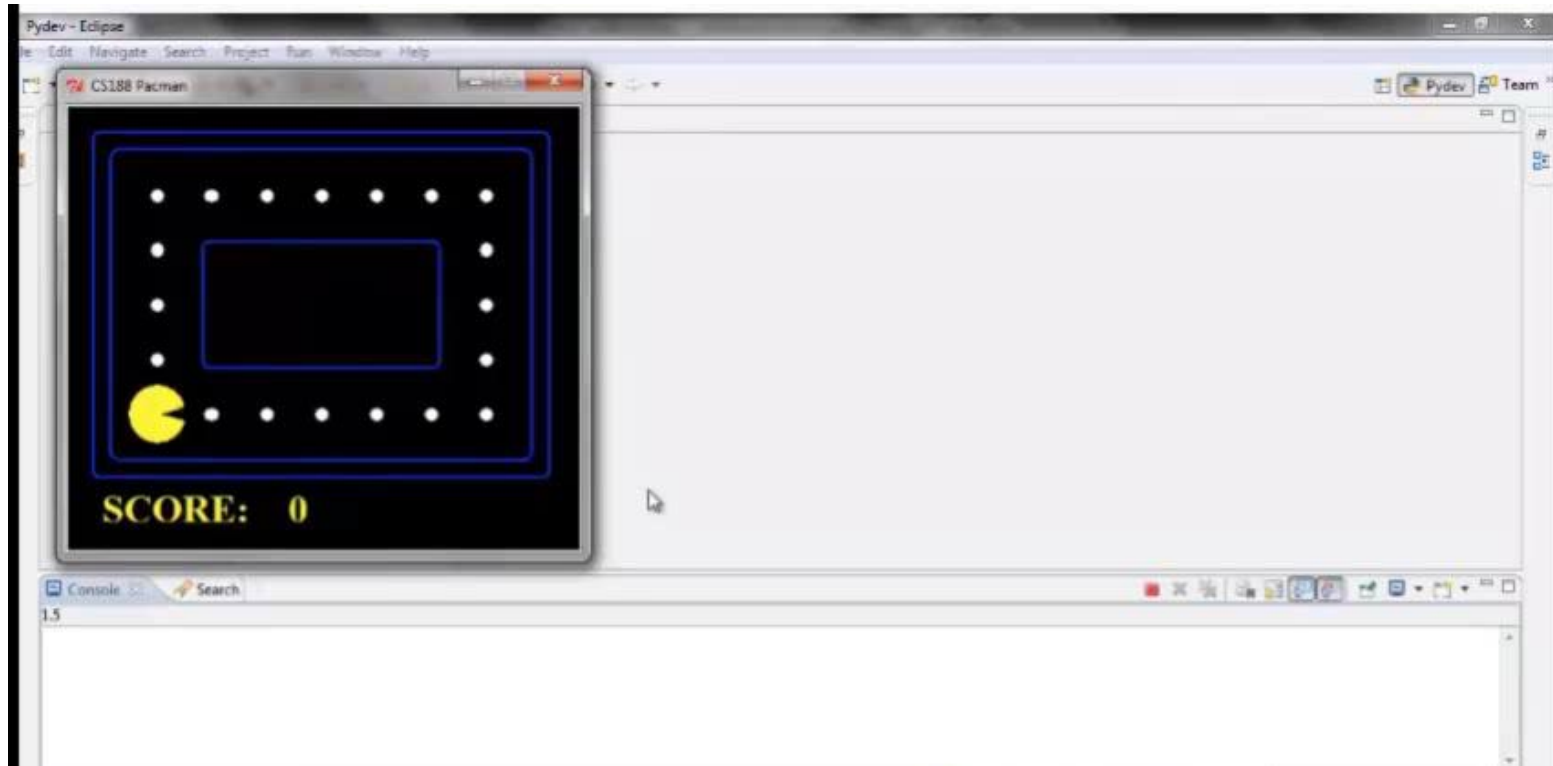 Pydev - Eclipse
Edit Navigate Search Project Run Window Help
CS188 Pacman
Pydev Team
SCORE: 0
Console Search
1.5